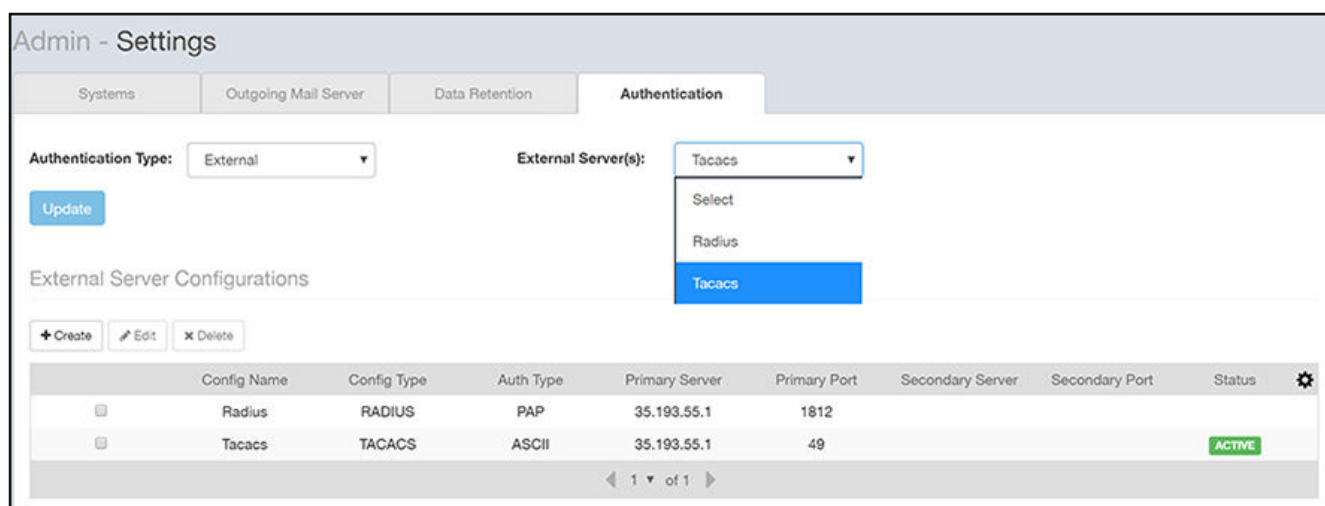 Admin - Settings
Systems Outgoing Mail Server Data Retention Authentication
Authentication Type: External External Server(s): Tacacs
Select
Update
Radius
Tacacs
External Server Configurations
Create Edit Delete
Config Name Config Type Auth Type Primary Server Primary Port Secondary Server Secondary Port Status
Radius RADIUS PAP 35.193.55.1 1812
Tacacs TACACS ASCII 35.193.55.1 49 ACTIVE
1 of 1